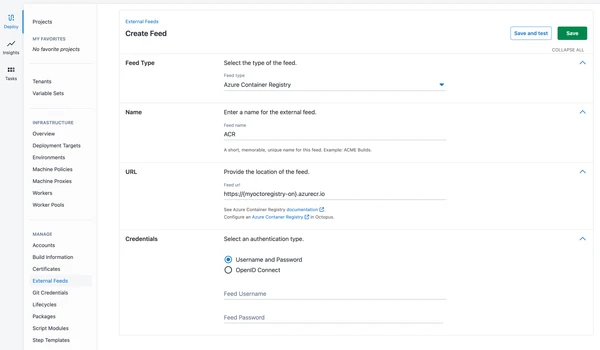 Deploy
Insights
Tasks
Projects
MY FAVORITES
No favorite projects
Tenants
Variable Sets
INFRASTRUCTURE
Overview
Deployment Targets
Environments
Machine Policies
Machine Proxies
Workers
Worker Pools
MANAGE
Accounts
Build Information
Certificates
External Feeds
Git Credentials
Lifecycles
Packages
Script Modules
Step Templates
External Feeds
Create Feed
Save and test
Save
COLLAPSE ALL
Feed Type
Select the type of the feed.
Feed type
Azure Container Registry
Name
Enter a name for the external feed.
Feed name
ACR
A short, memorable, unique name for this feed. Example: ACME Builds.
URL
Provide the location of the feed.
Feed url
https://{myoctoregistry-on}.azurecr.io
See Azure Container Registry documentation
Configure an Azure Container Registry in Octopus.
Credentials
Select an authentication type.
Username and Password
OpenID Connect
Feed Username
Feed Password